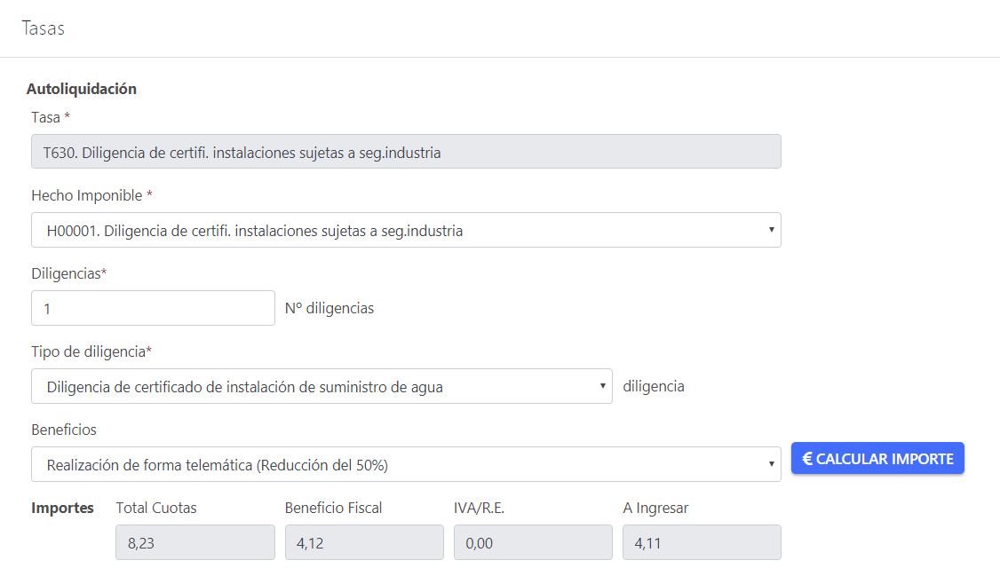 Tasas
Autoliquidación
Tasa *
T630. Diligencia de certifi. instalaciones sujetas a seg.industria
Hecho Imponible *
H00001. Diligencia de certifi. instalaciones sujetas a seg.industria
Diligencias*
1 Nº diligencias
Tipo de diligencia*
Diligencia de certificado de instalación de suministro de agua diligencia
Beneficios
Realización de forma telemática (Reducción del 50%) € CALCULAR IMPORTE
Importes Total Cuotas Beneficio Fiscal IVA/R.E. A Ingresar
8,23 4,12 0,00 4,11